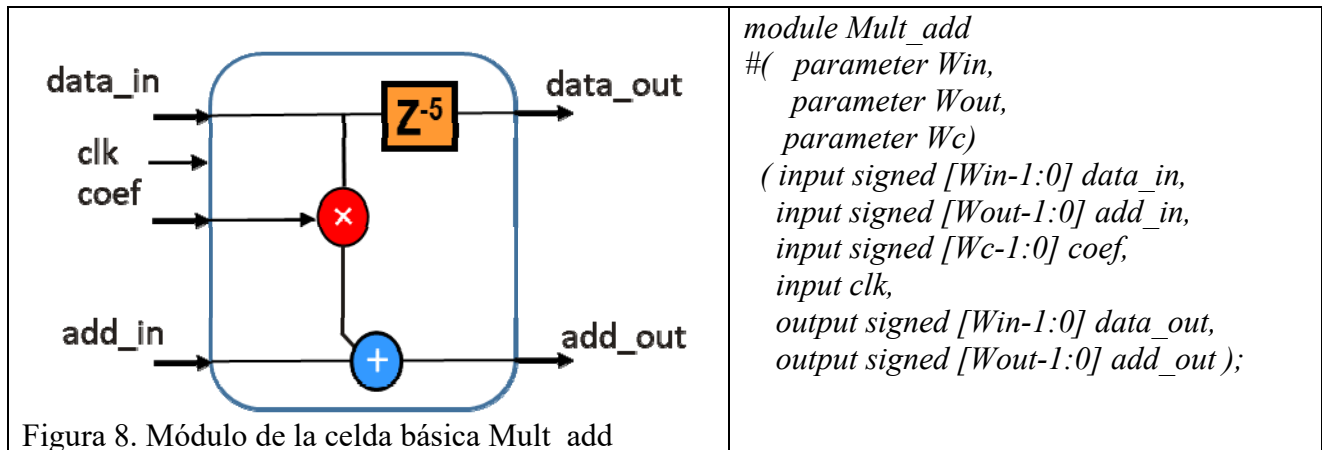 data_in
data_out
Z-5
clk
coef
×
add_in
add_out
+
Figura 8. Módulo de la celda básica Mult_add
module Mult_add
#( parameter Win,
parameter Wout,
parameter Wc)
( input signed [Win-1:0] data_in,
input signed [Wout-1:0] add_in,
input signed [Wc-1:0] coef,
input clk,
output signed [Win-1:0] data_out,
output signed [Wout-1:0] add_out );